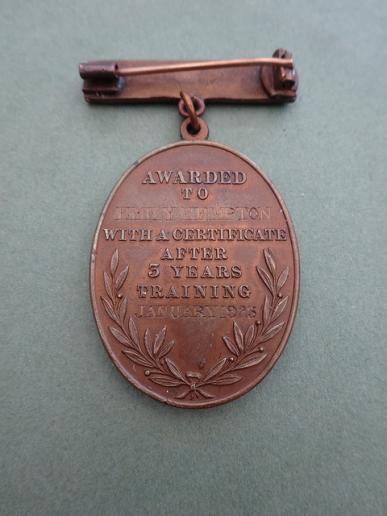 AWARDED
TO
WITH A CERTIFICATE
AFTER
3 YEARS
TRAINING
JANUARY